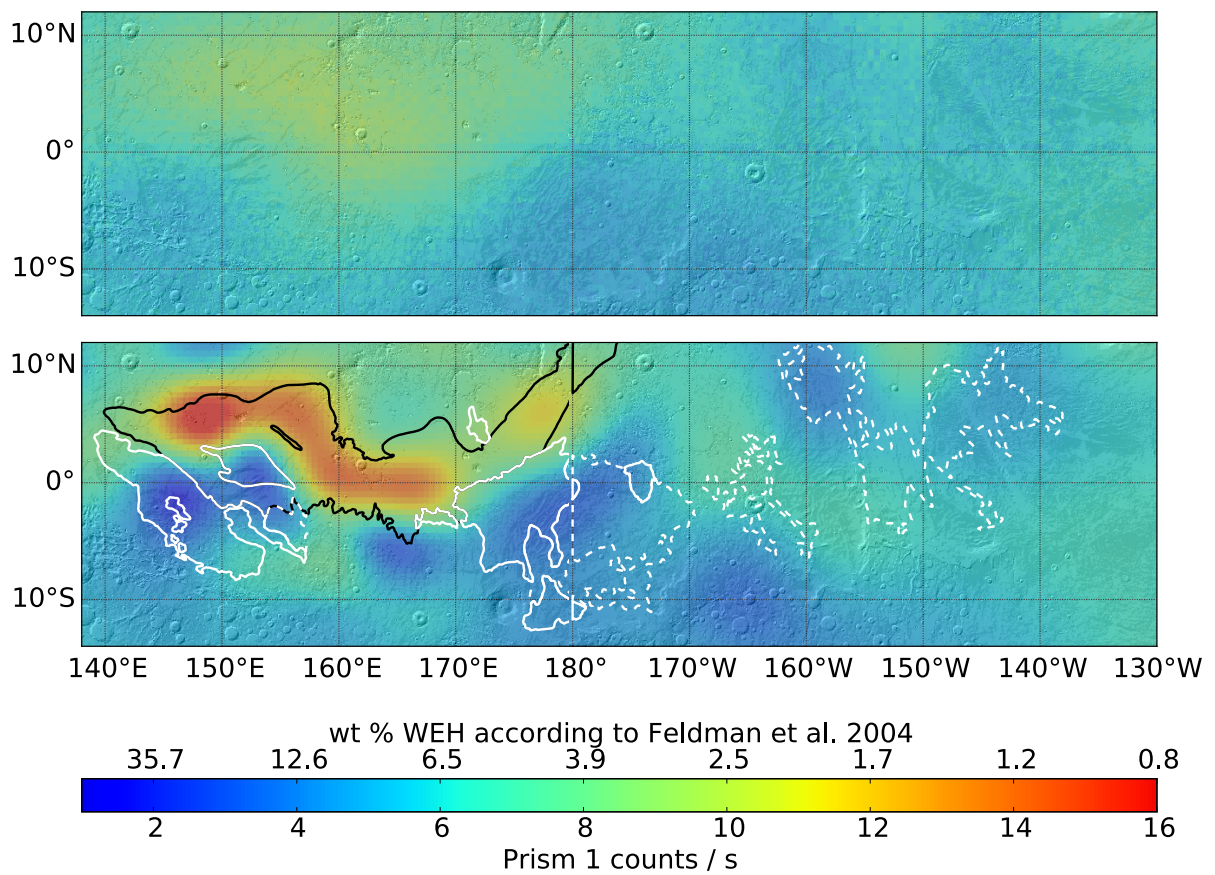 10°N
0°
10°S
10°N
0°
10°S
140°E 150°E 160°E 170°E 180° 170°W 160°W 150°W 140°W 130°W
wt % WEH according to Feldman et al. 2004
35.7 12.6 6.5 3.9 2.5 1.7 1.2 0.8
2 4 6 8 10 12 14 16
Prism 1 counts / s